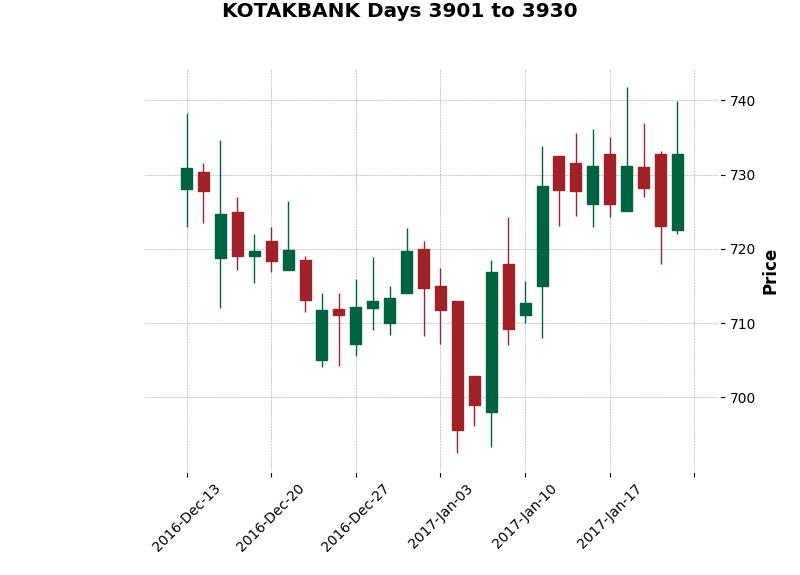 KOTAKBANK Days 3901 to 3930
740
730
720
710
700
Price
2016-Dec-13
2016-Dec-20
2016-Dec-27
2017-Jan-03
2017-Jan-10
2017-Jan-17